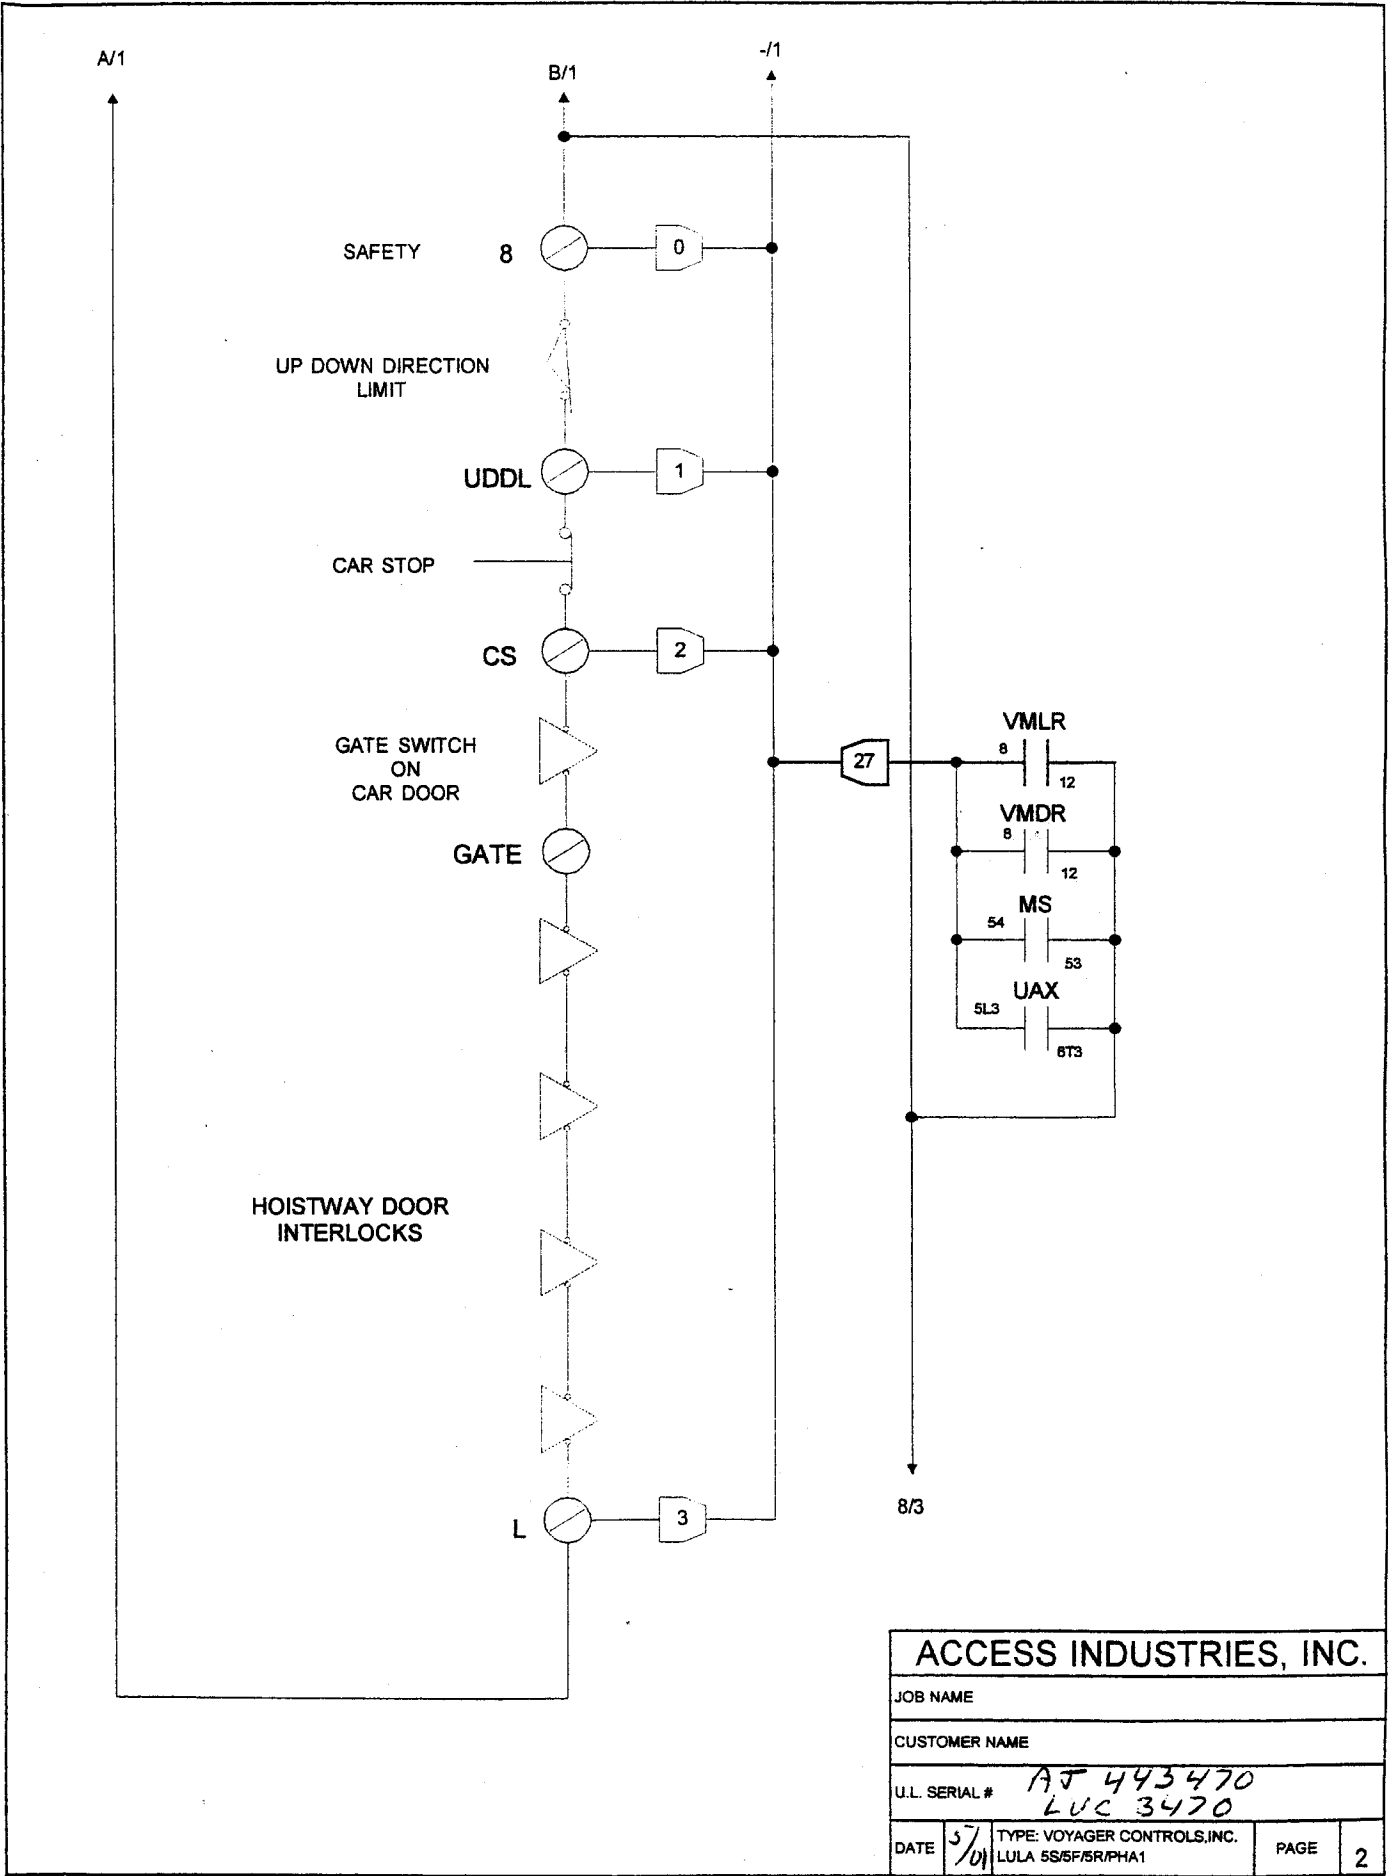 A/1
B/1
-/1
SAFETY 8 0
UP DOWN DIRECTION
LIMIT
UDDL 1
CAR STOP
CS 2
GATE SWITCH
ON
CAR DOOR
GATE
27
VMLR
8
12
VMDR
8
12
MS
54
53
UAX
5L3
6T3
HOISTWAY DOOR
INTERLOCKS
L 3
8/3
ACCESS INDUSTRIES, INC.
JOB NAME
CUSTOMER NAME
U.L. SERIAL # AJ 443470
LUC 3470
DATE 5/01 TYPE: VOYAGER CONTROLS,INC.
LULA 5S/5F/5R/PHA1
PAGE 2